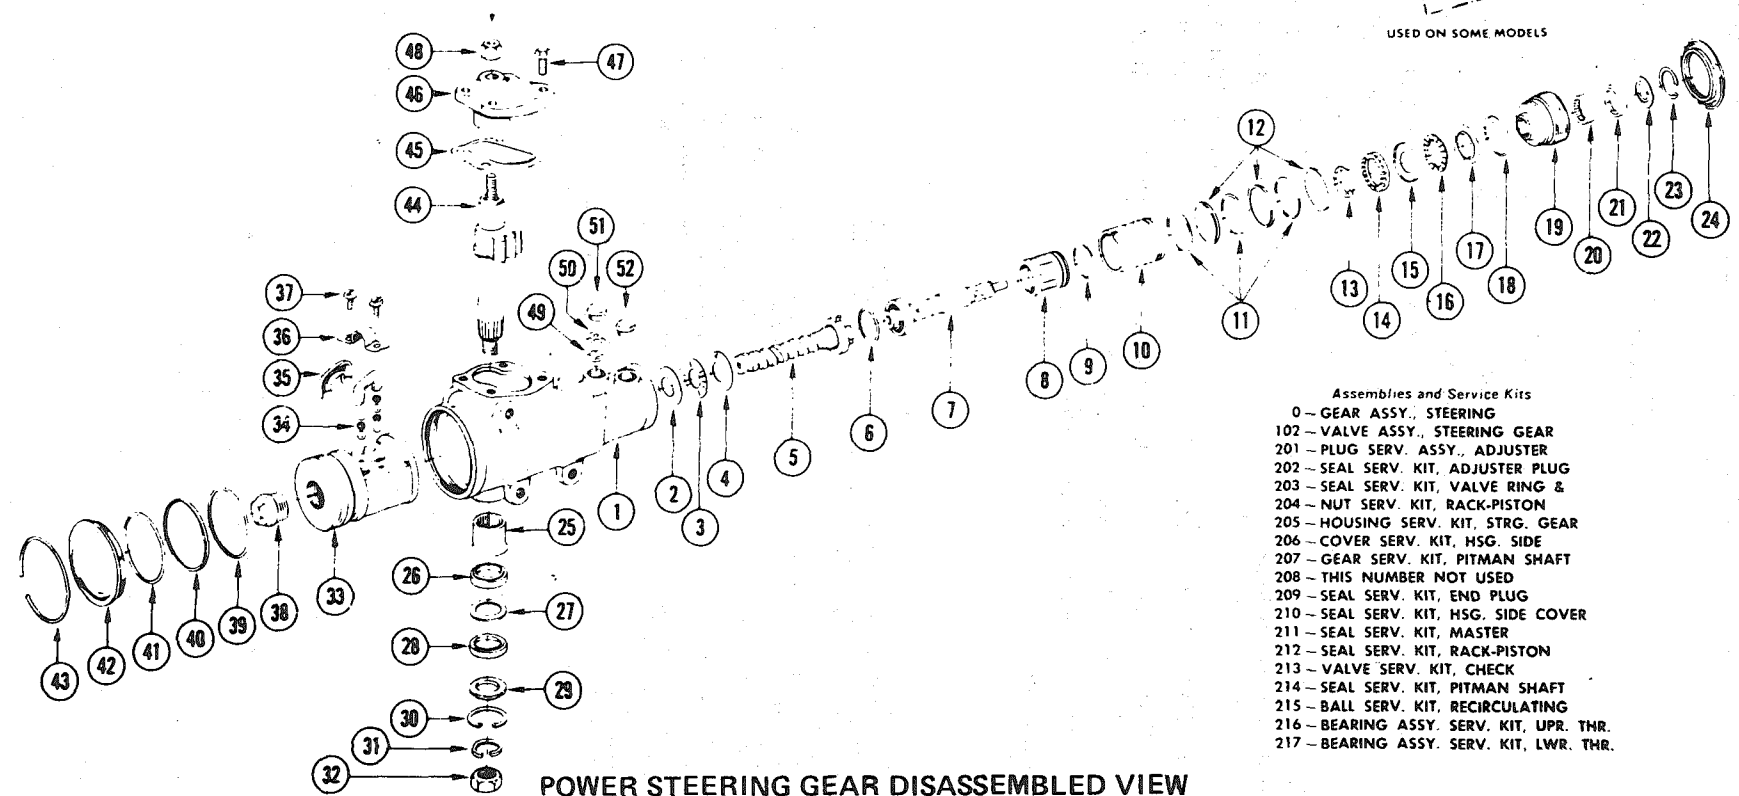 USED ON SOME MODELS
48
47
46
45
44
12
51
50
52
49
37
36
35
34
13
14
15
16
17
18
19
20
21
22
23
24
11
10
9
8
7
6
5
4
3
2
1
25
26
27
28
29
30
31
32
33
38
39
40
41
42
43
Assemblies and Service Kits
0 – GEAR ASSY., STEERING
102 – VALVE ASSY., STEERING GEAR
201 – PLUG SERV. ASSY., ADJUSTER
202 – SEAL SERV. KIT, ADJUSTER PLUG
203 – SEAL SERV. KIT, VALVE RING &
204 – NUT SERV. KIT, RACK-PISTON
205 – HOUSING SERV. KIT, STRG. GEAR
206 – COVER SERV. KIT, HSG. SIDE
207 – GEAR SERV. KIT, PITMAN SHAFT
208 – THIS NUMBER NOT USED
209 – SEAL SERV. KIT, END PLUG
210 – SEAL SERV. KIT, HSG. SIDE COVER
211 – SEAL SERV. KIT, MASTER
212 – SEAL SERV. KIT, RACK-PISTON
213 – VALVE SERV. KIT, CHECK
214 – SEAL SERV. KIT, PITMAN SHAFT
215 – BALL SERV. KIT, RECIRCULATING
216 – BEARING ASSY. SERV. KIT, UPR. THR.
217 – BEARING ASSY. SERV. KIT, LWR. THR.
POWER STEERING GEAR DISASSEMBLED VIEW